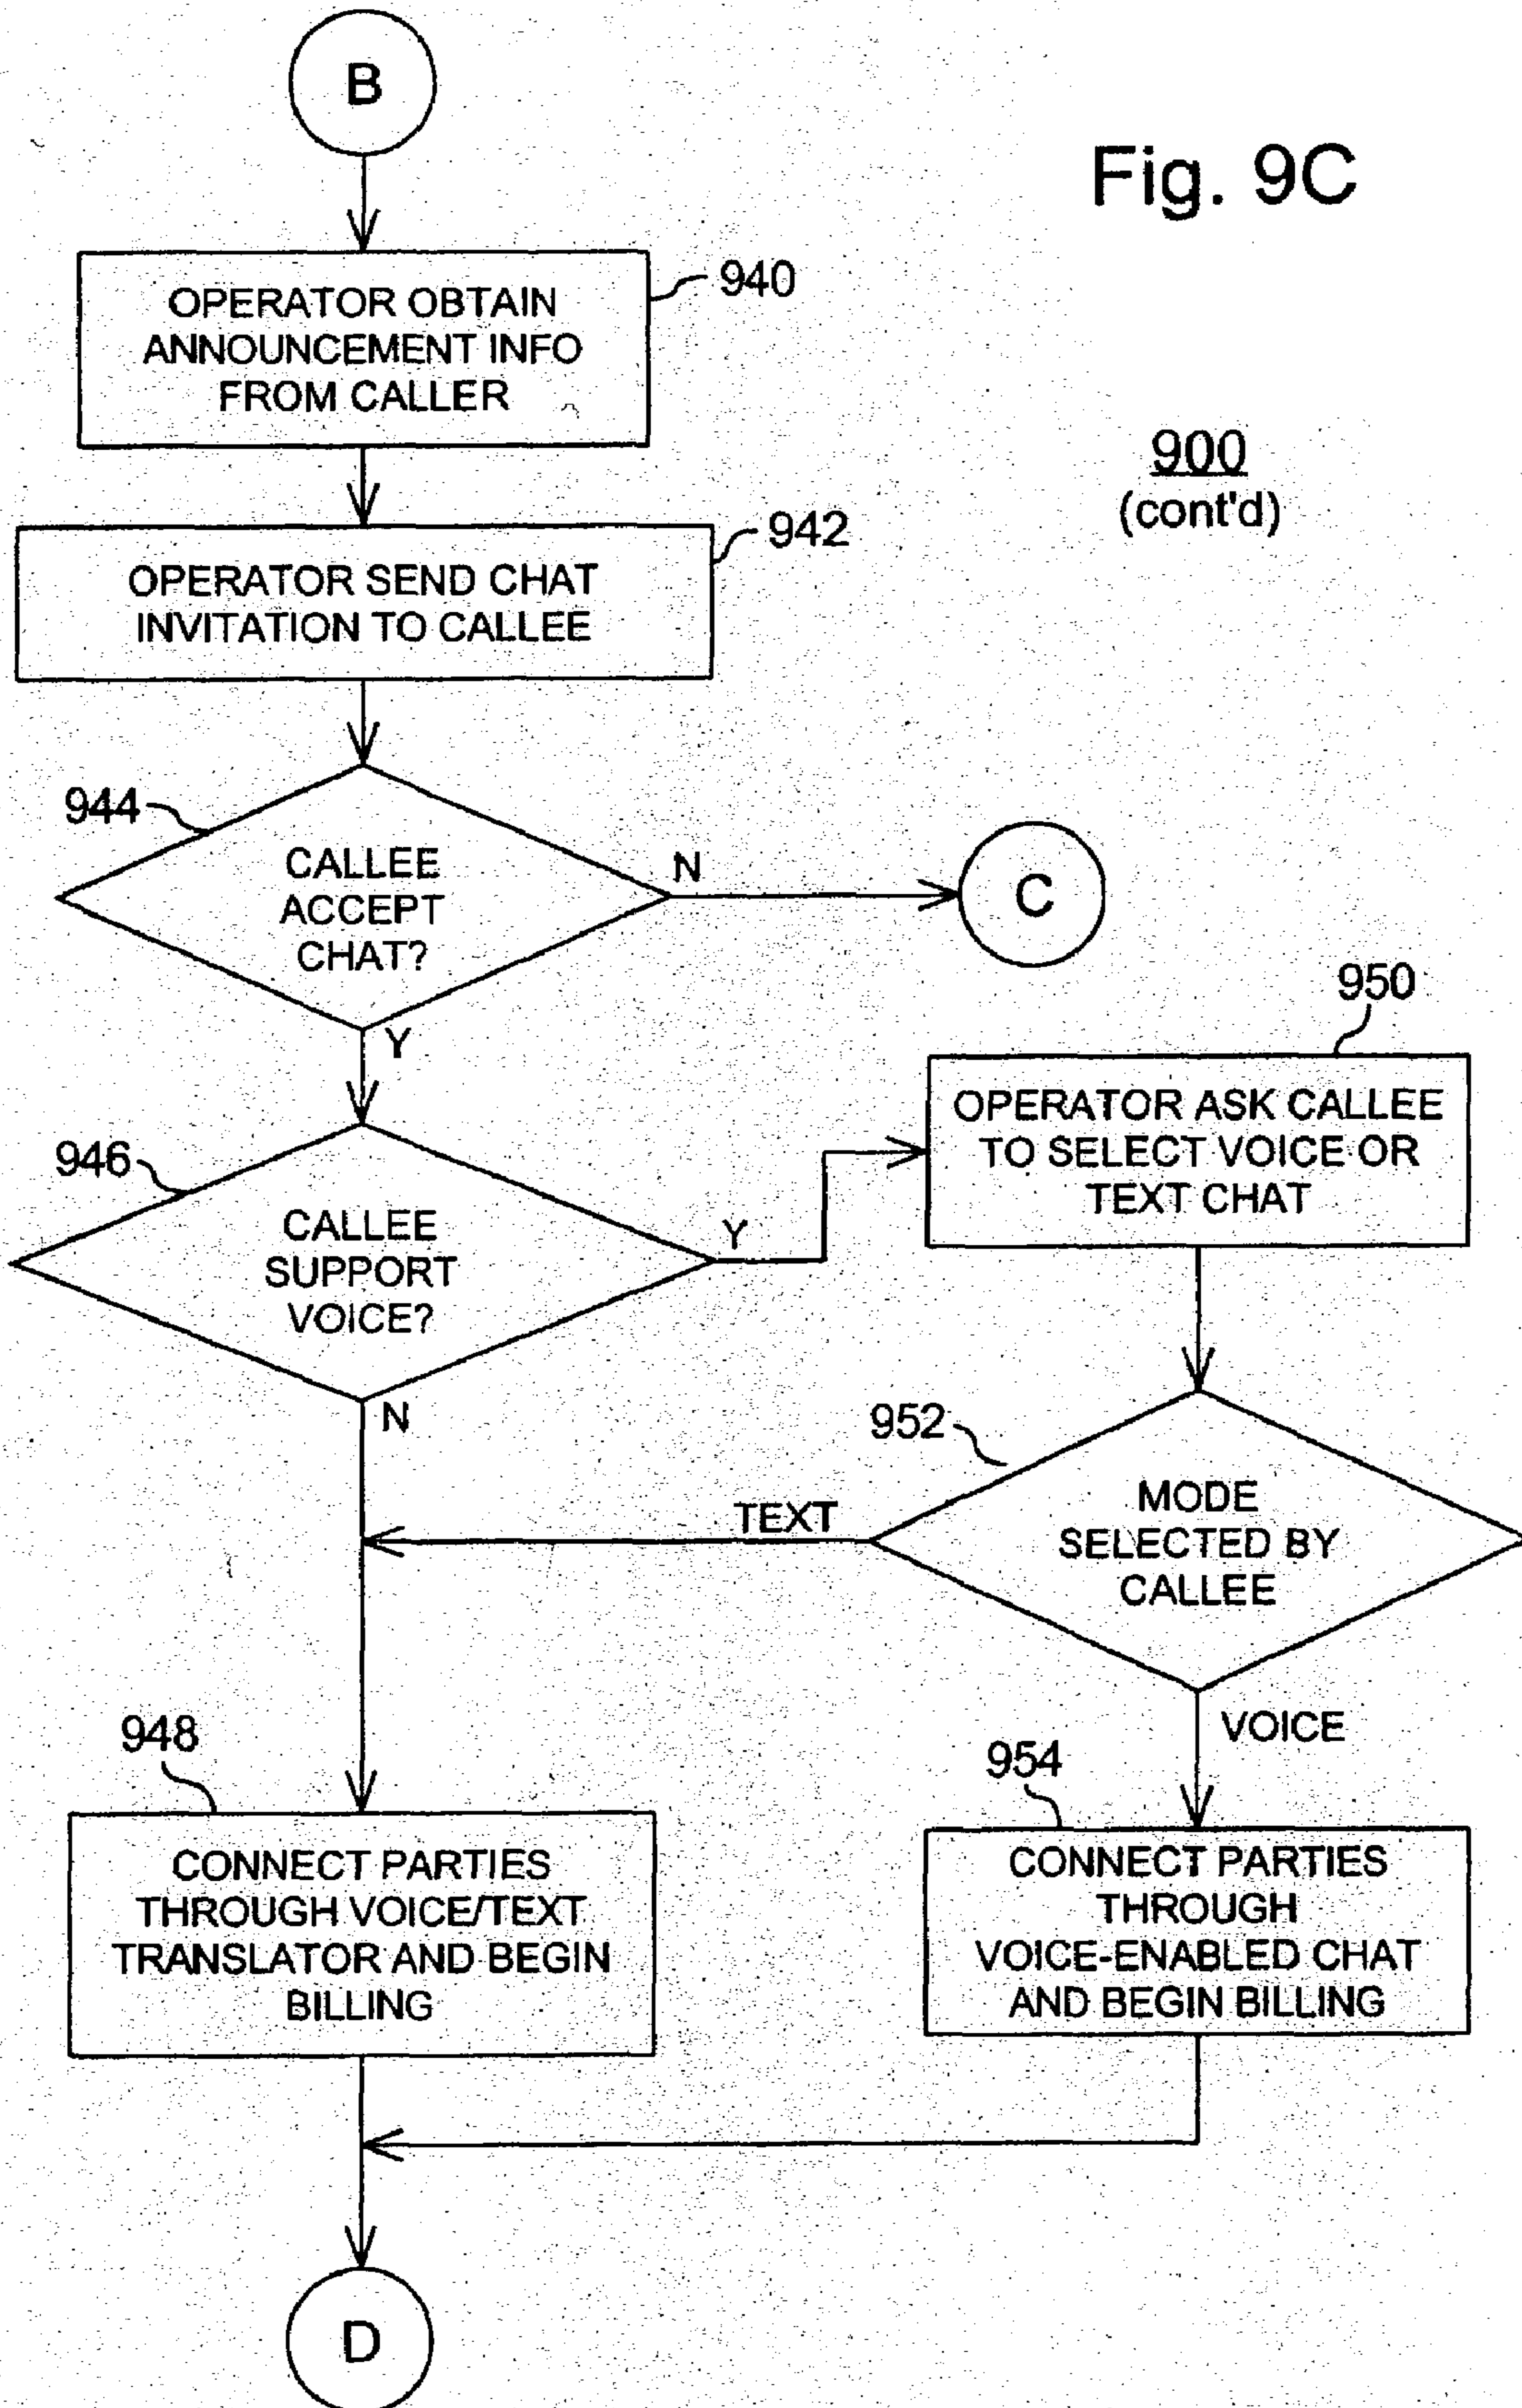 B
Fig. 9C
940
OPERATOR OBTAIN
ANNOUNCEMENT INFO
FROM CALLER
900
(cont'd)
942
OPERATOR SEND CHAT
INVITATION TO CALLEE
944
CALLEE
ACCEPT
CHAT?
N
C
Y
950
OPERATOR ASK CALLEE
TO SELECT VOICE OR
TEXT CHAT
946
CALLEE
SUPPORT
VOICE?
Y
N
952
MODE
SELECTED BY
CALLEE
TEXT
VOICE
948
CONNECT PARTIES
THROUGH VOICE/TEXT
TRANSLATOR AND BEGIN
BILLING
954
CONNECT PARTIES
THROUGH
VOICE-ENABLED CHAT
AND BEGIN BILLING
D